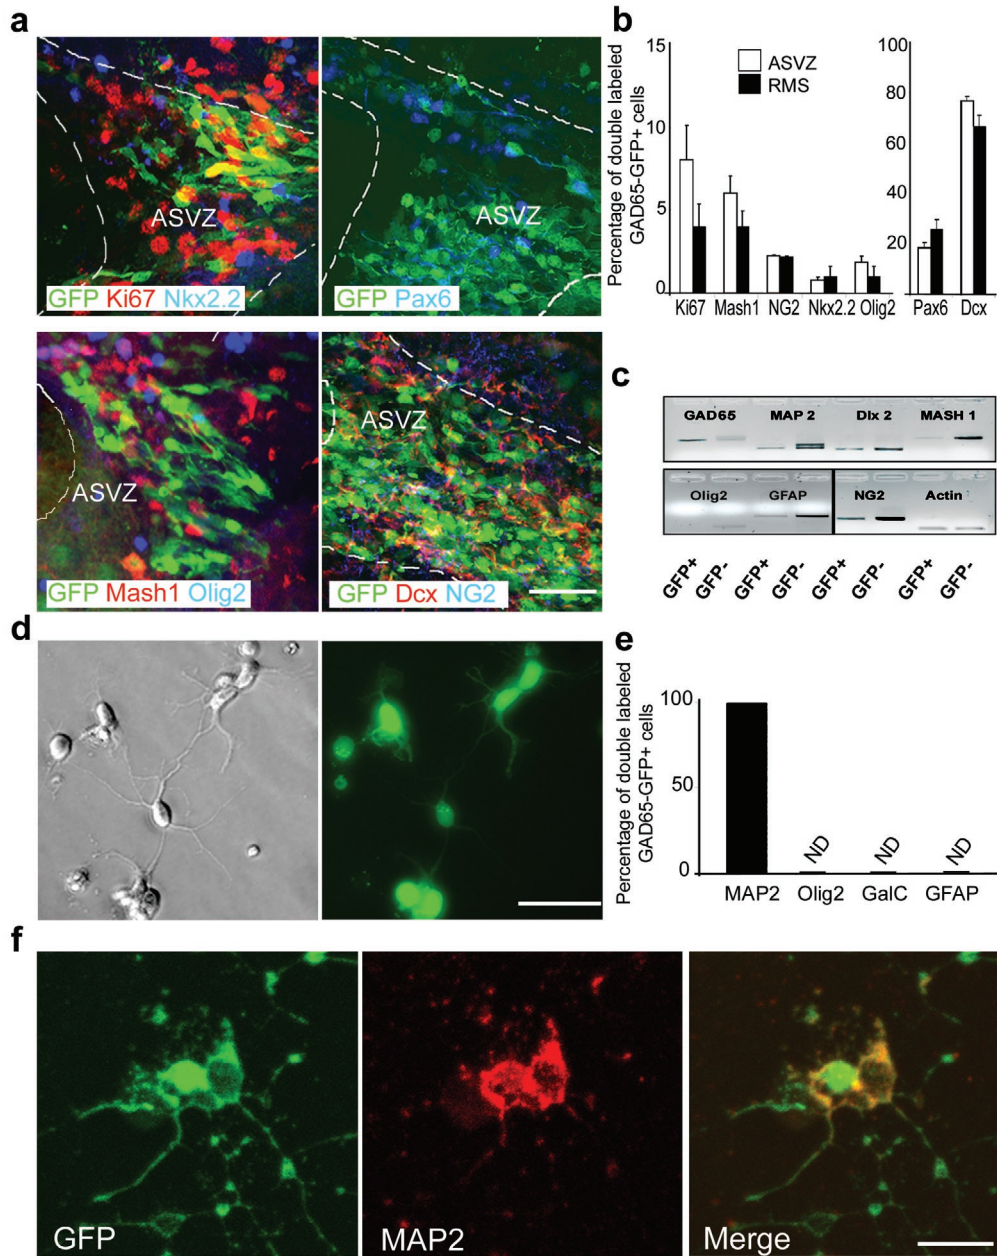 a
ASVZ
GFP Ki67 Nkx2.2
ASVZ
GFP Pax6
ASVZ
GFP Mash1 Olig2
ASVZ
GFP Dcx NG2
b
Percentage of double labeled
GAD65-GFP+ cells
15
10
5
0
ASVZ
RMS
Ki67 Mash1 NG2 Nkx2.2 Olig2
100
80
60
40
20
Pax6 Dcx
c
GAD65 MAP 2 Dlx 2 MASH 1
Olig2 GFAP NG2 Actin
GFP+ GFP- GFP+ GFP- GFP+ GFP- GFP+ GFP-
d
e
Percentage of double labeled
GAD65-GFP+ cells
100
50
0
ND ND ND
MAP2 Olig2 GalC GFAP
f
GFP
MAP2
Merge